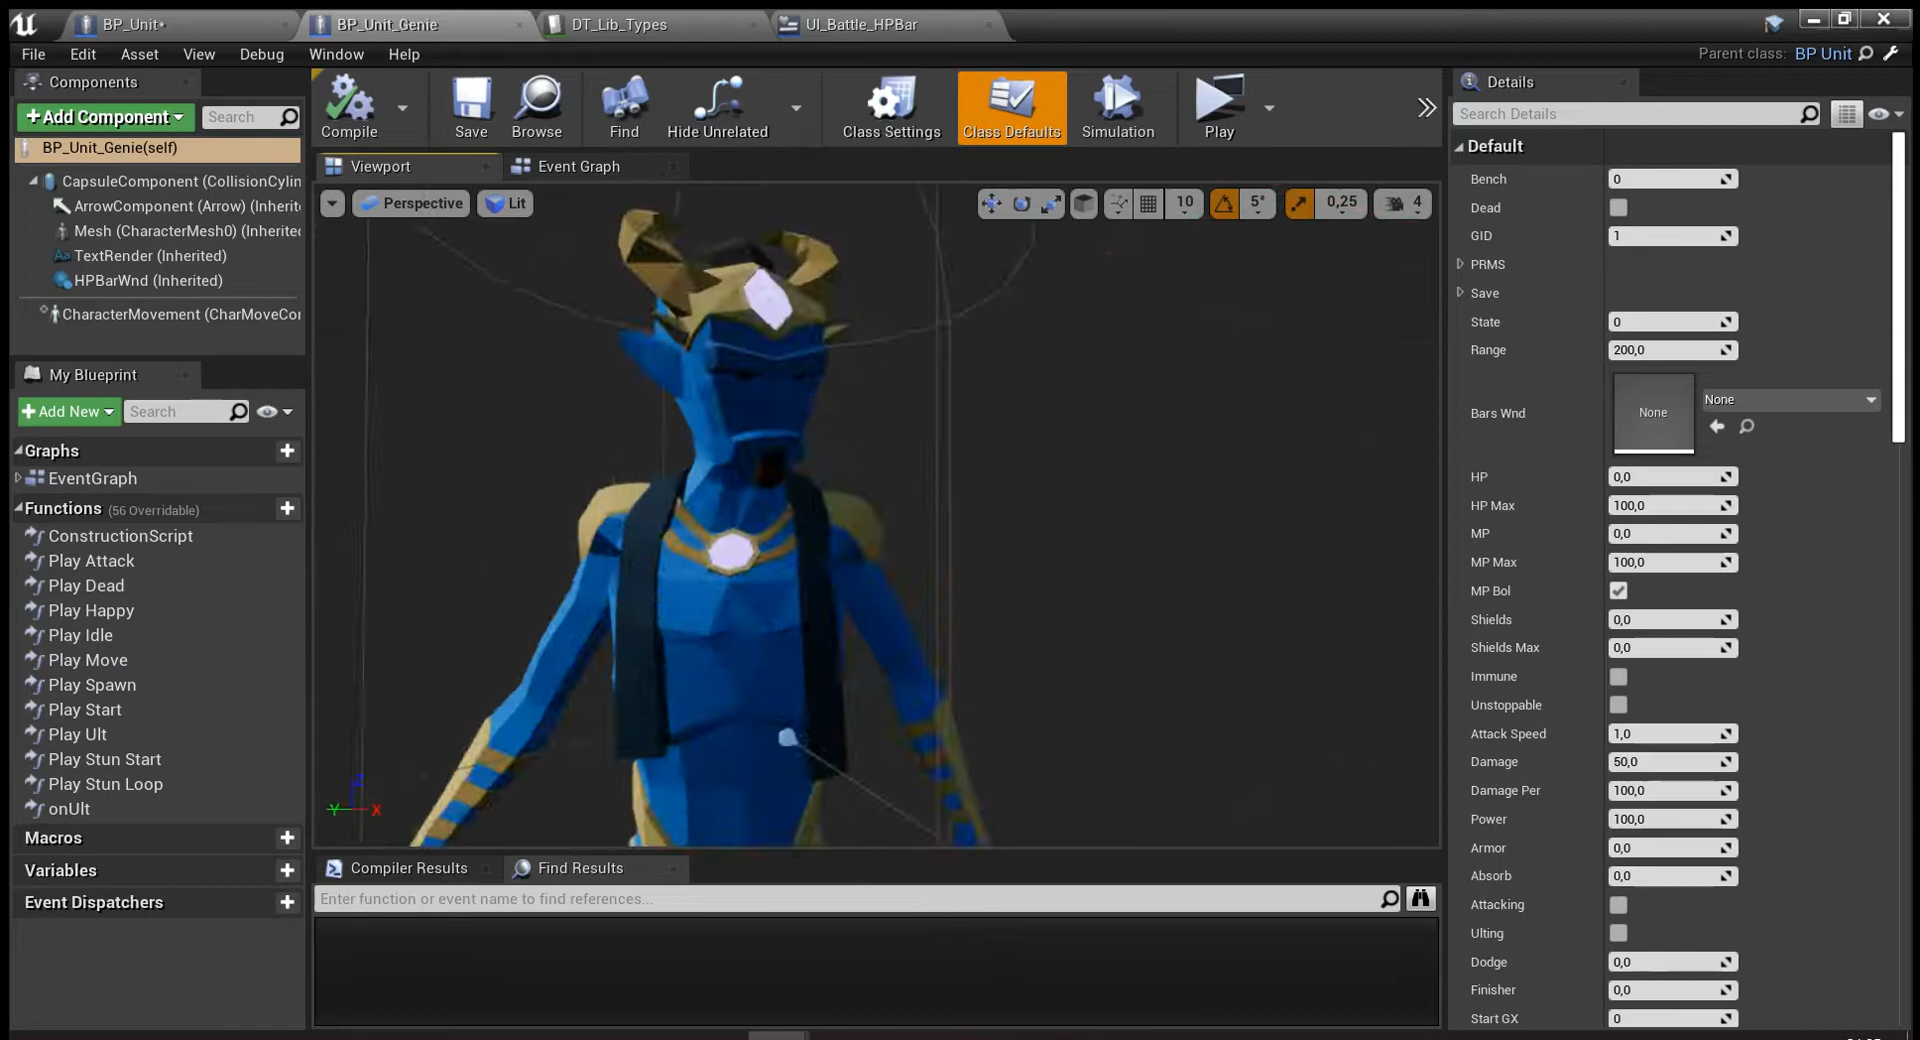 BP_Unit*
BP_Unit_Genie
DT_Lib_Types
UI_Battle_HPBar
File Edit Asset View Debug Window Help
Parent class: BP Unit
Components
+Add Component
Search
BP_Unit_Genie(self)
CapsuleComponent (CollisionCylin
ArrowComponent (Arrow) (Inherit
Mesh (CharacterMesh0) (Inherite
TextRender (Inherited)
HPBarWnd (Inherited)
CharacterMovement (CharMoveCor
My Blueprint
+Add New
Search
Graphs
EventGraph
Functions (56 Overridable)
ConstructionScript
Play Attack
Play Dead
Play Happy
Play Idle
Play Move
Play Spawn
Play Start
Play Ult
Play Stun Start
Play Stun Loop
onUlt
Macros
Variables
Event Dispatchers
Compile
Save
Browse
Find
Hide Unrelated
Class Settings
Class Defaults
Simulation
Play
Viewport
Event Graph
Perspective
Lit
10
5°
0,25
4
Z
Y X
Compiler Results
Find Results
Enter function or event name to find references...
Details
Search Details
Default
Bench 0
Dead
GID 1
PRMS
Save
State 0
Range 200,0
Bars Wnd None None
HP 0,0
HP Max 100,0
MP 0,0
MP Max 100,0
MP Bol
Shields 0,0
Shields Max 0,0
Immune
Unstoppable
Attack Speed 1,0
Damage 50,0
Damage Per 100,0
Power 100,0
Armor 0,0
Absorb 0,0
Attacking
Ulting
Dodge 0,0
Finisher 0,0
Start GX 0